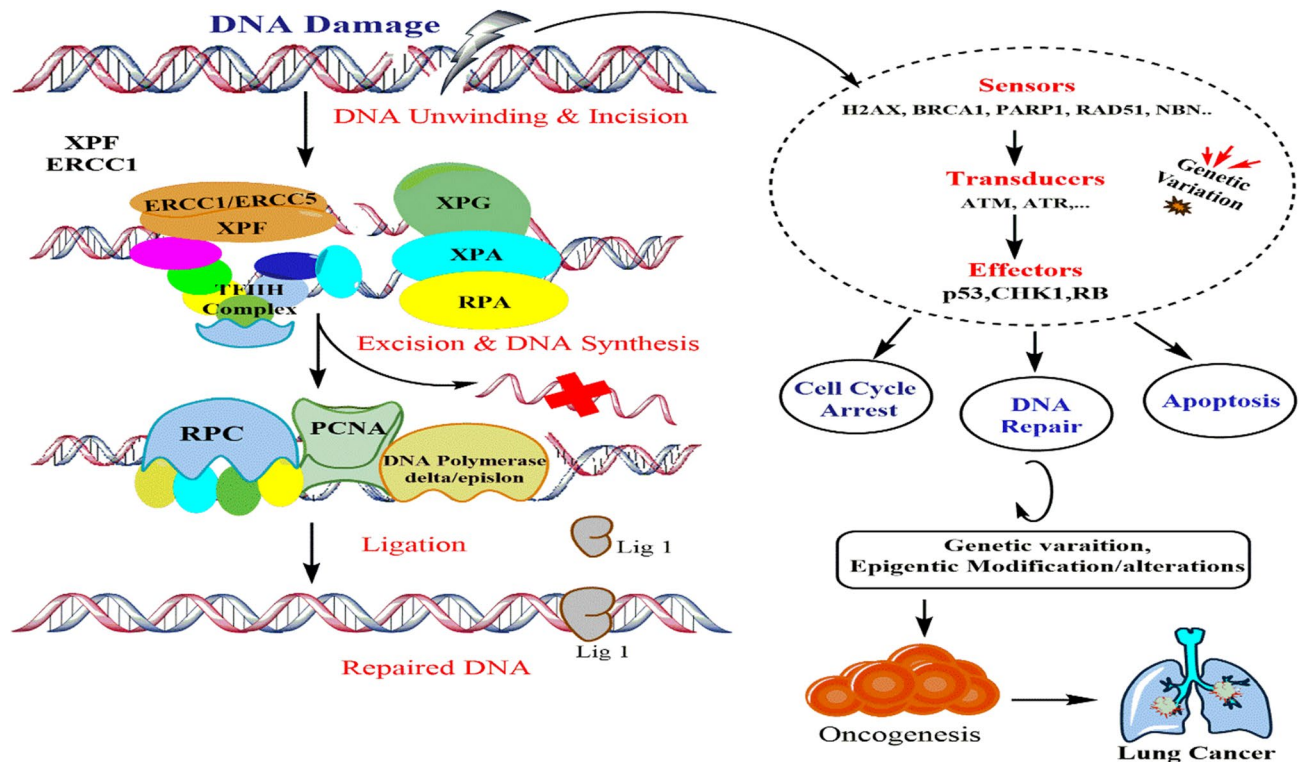 DNA Damage
DNA Unwinding & Incision
XPF
ERCC1
ERCC1/ERCC5
XPF
XPG
XPA
RPA
TFIIH
Complex
Excision & DNA Synthesis
RPC
PCNA
DNA Polymerase
delta/epislon
Ligation
Lig 1
Lig 1
Repaired DNA
Sensors
H2AX, BRCA1, PARP1, RAD51, NBN..
Transducers
ATM, ATR,...
Genetic
Variation
Effectors
p53,CHK1,RB
Cell Cycle
Arrest
DNA
Repair
Apoptosis
Genetic varaition,
Epigentic Modification/alterations
Oncogenesis
Lung Cancer